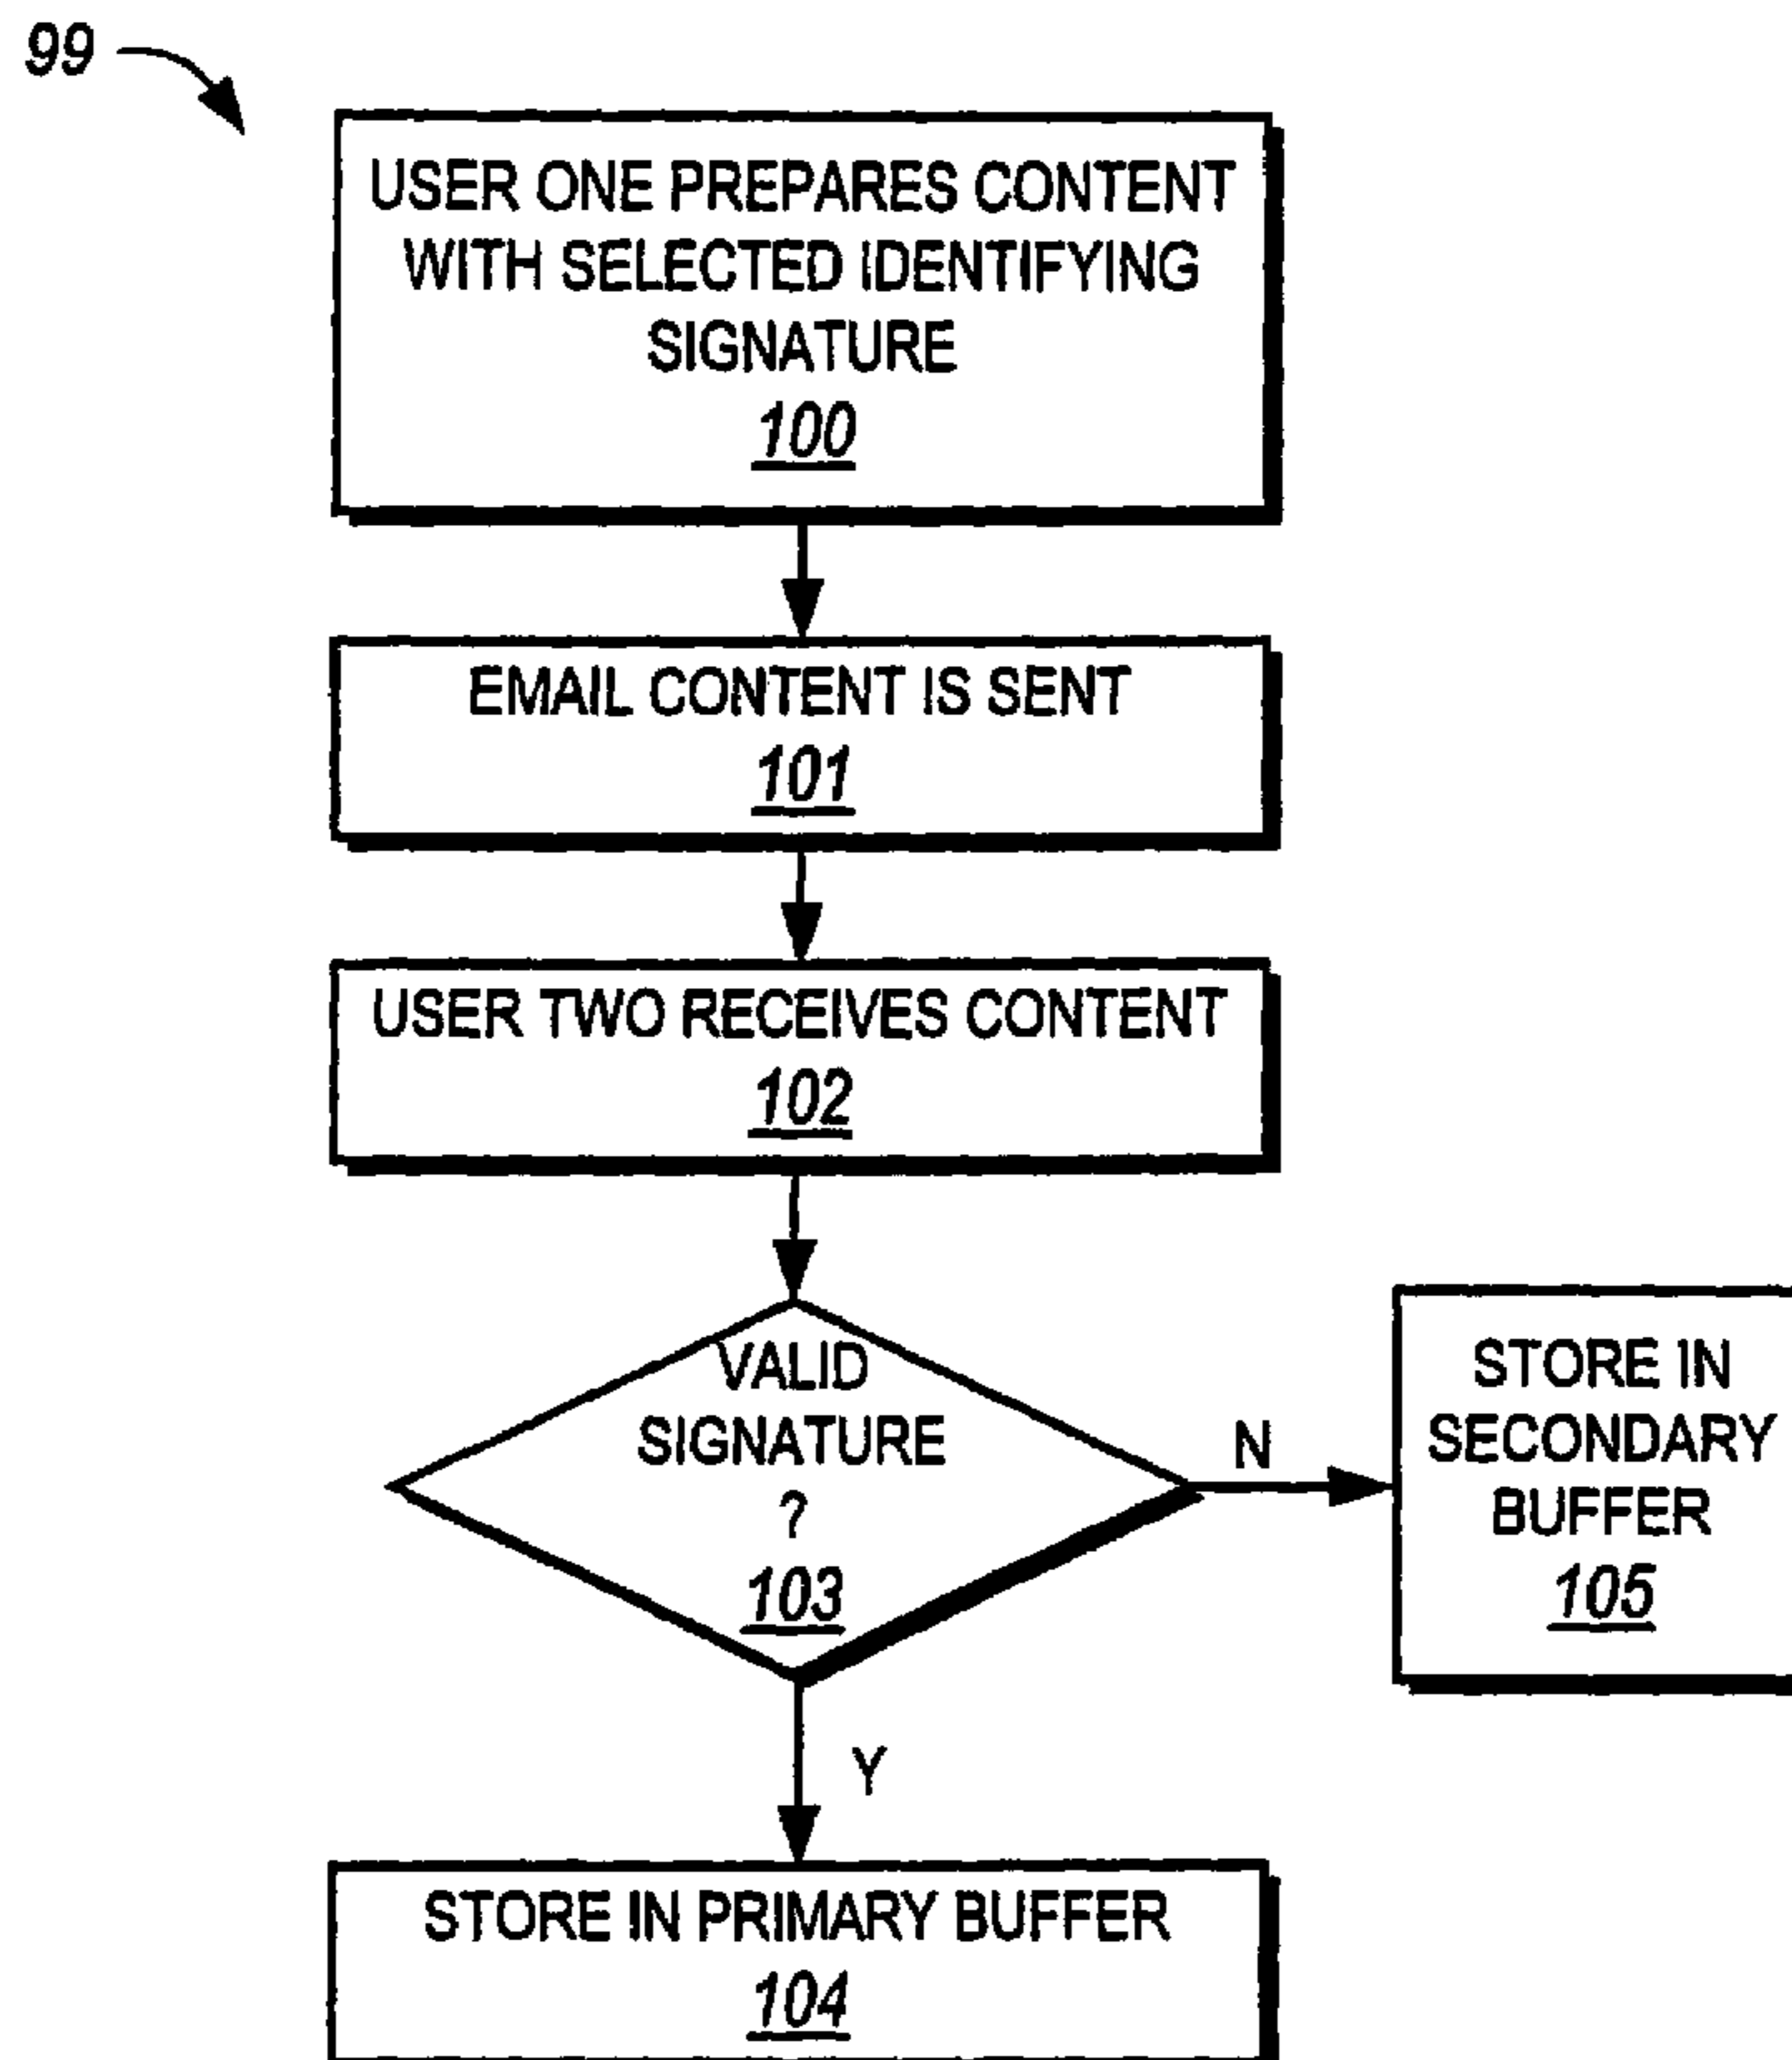 99
USER ONE PREPARES CONTENT
WITH SELECTED IDENTIFYING
SIGNATURE
100
EMAIL CONTENT IS SENT
101
USER TWO RECEIVES CONTENT
102
VALID
SIGNATURE
?
103
N
STORE IN
SECONDARY
BUFFER
105
Y
STORE IN PRIMARY BUFFER
104